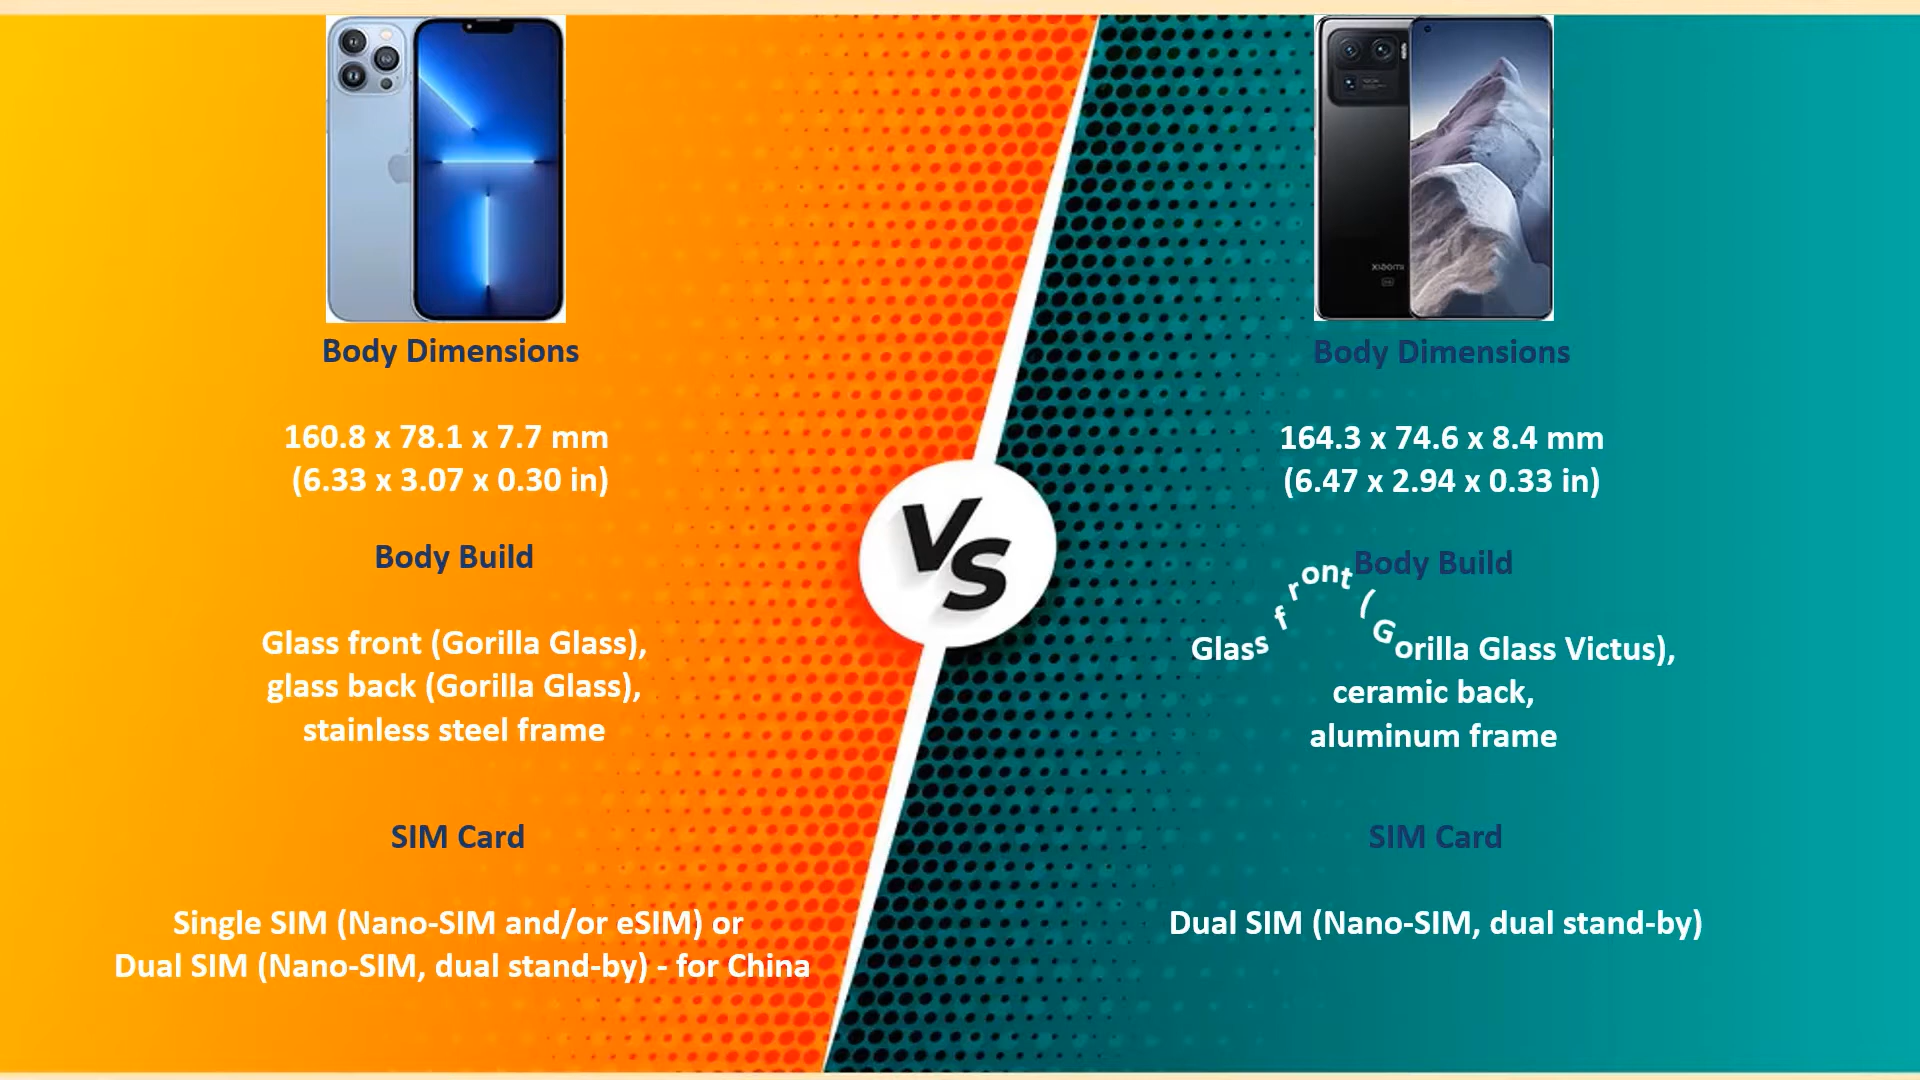 Body Dimensions
160.8 x 78.1 x 7.7 mm
(6.33 x 3.07 x 0.30 in)
Body Build
Glass front (Gorilla Glass),
glass back (Gorilla Glass),
stainless steel frame
SIM Card
Single SIM (Nano-SIM and/or eSIM) or
Dual SIM (Nano-SIM, dual stand-by) - for China
VS
xiaomi
Body Dimensions
164.3 x 74.6 x 8.4 mm
(6.47 x 2.94 x 0.33 in)
Body Build
Glass front (Gorilla Glass Victus),
ceramic back,
aluminum frame
SIM Card
Dual SIM (Nano-SIM, dual stand-by)